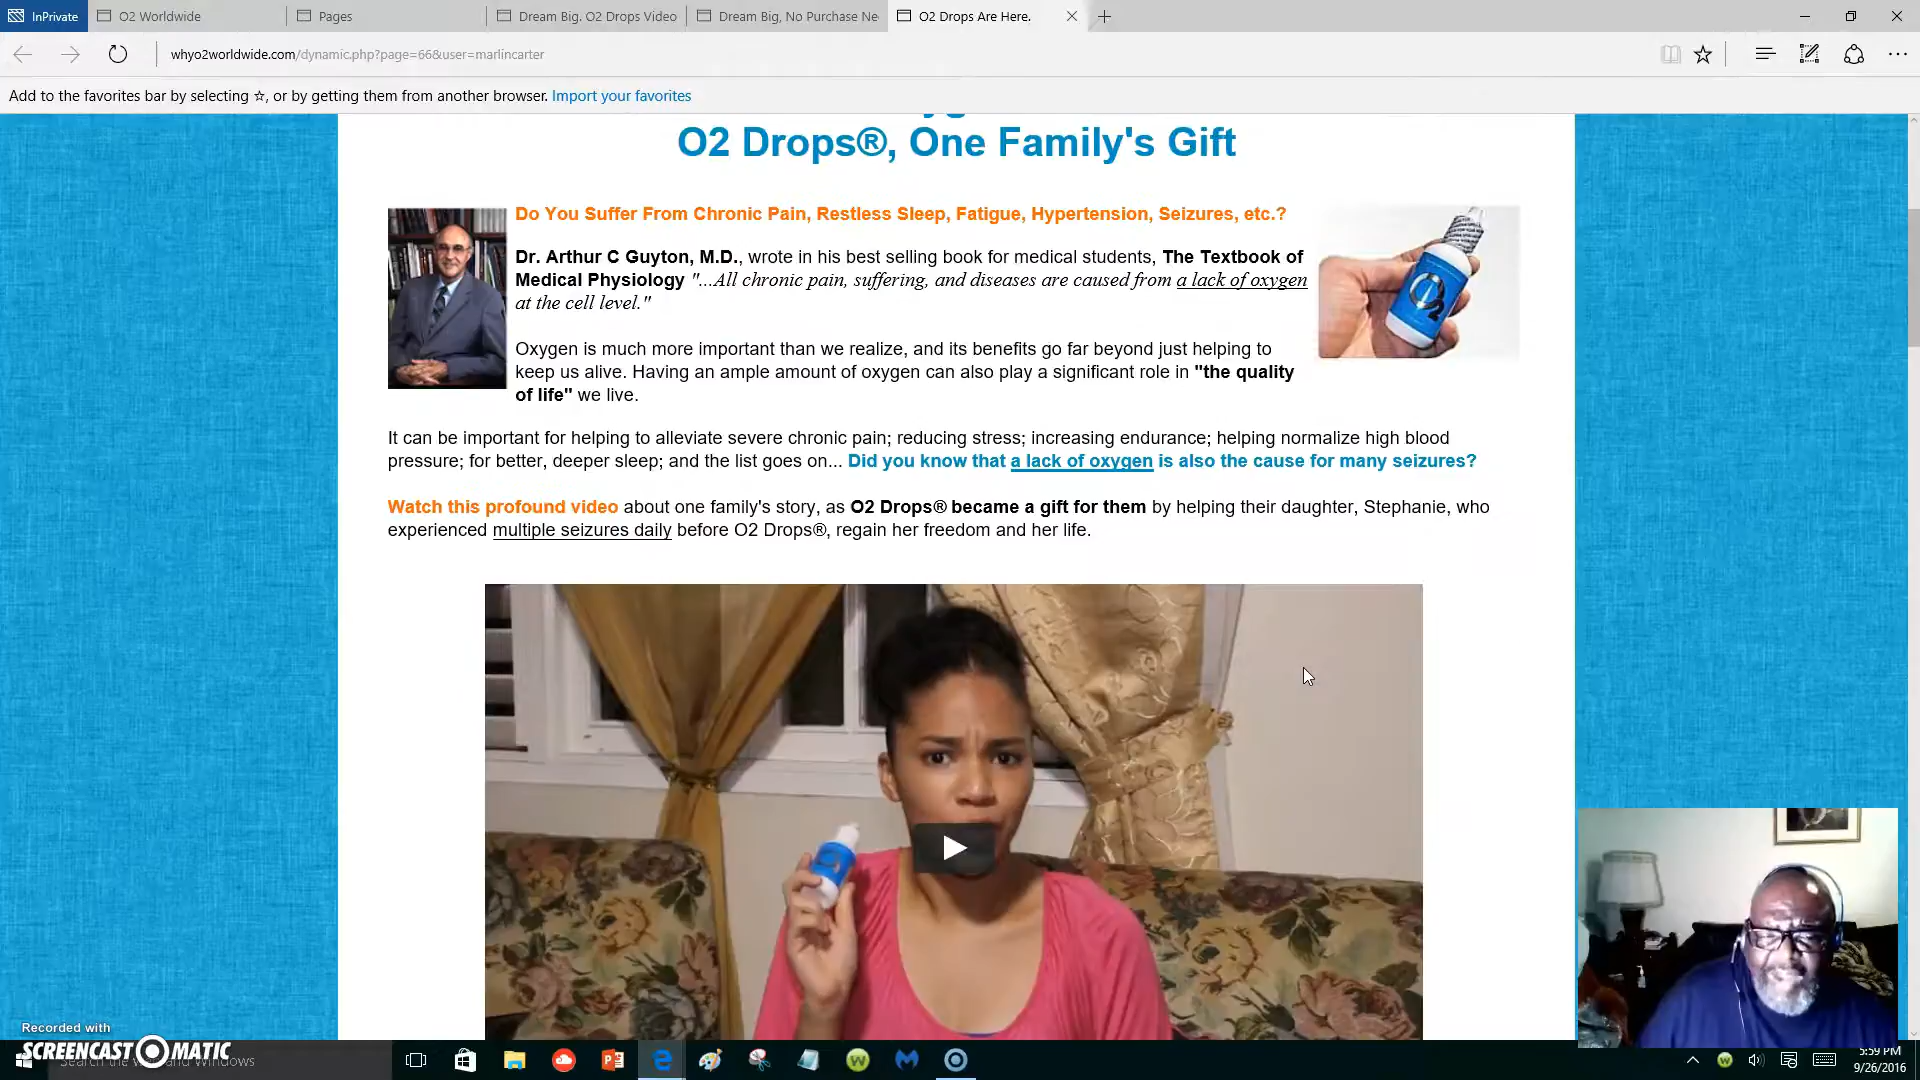 InPrivate
O2 Worldwide
Pages
Dream Big. O2 Drops Video
Dream Big, No Purchase Ne
O2 Drops Are Here.
whyo2worldwide.com/dynamic.php?page=66&user=marlincarter
Add to the favorites bar by selecting ☆, or by getting them from another browser. Import your favorites
O2 Drops®, One Family's Gift
Do You Suffer From Chronic Pain, Restless Sleep, Fatigue, Hypertension, Seizures, etc.?
Dr. Arthur C Guyton, M.D., wrote in his best selling book for medical students, The Textbook of
Medical Physiology "...All chronic pain, suffering, and diseases are caused from a lack of oxygen
at the cell level."
Oxygen is much more important than we realize, and its benefits go far beyond just helping to
keep us alive. Having an ample amount of oxygen can also play a significant role in "the quality
of life" we live.
It can be important for helping to alleviate severe chronic pain; reducing stress; increasing endurance; helping normalize high blood
pressure; for better, deeper sleep; and the list goes on... Did you know that a lack of oxygen is also the cause for many seizures?
Watch this profound video about one family's story, as O2 Drops® became a gift for them by helping their daughter, Stephanie, who
experienced multiple seizures daily before O2 Drops®, regain her freedom and her life.
O2
Recorded with
SCREENCAST O MATIC
5:59 PM
9/26/2016